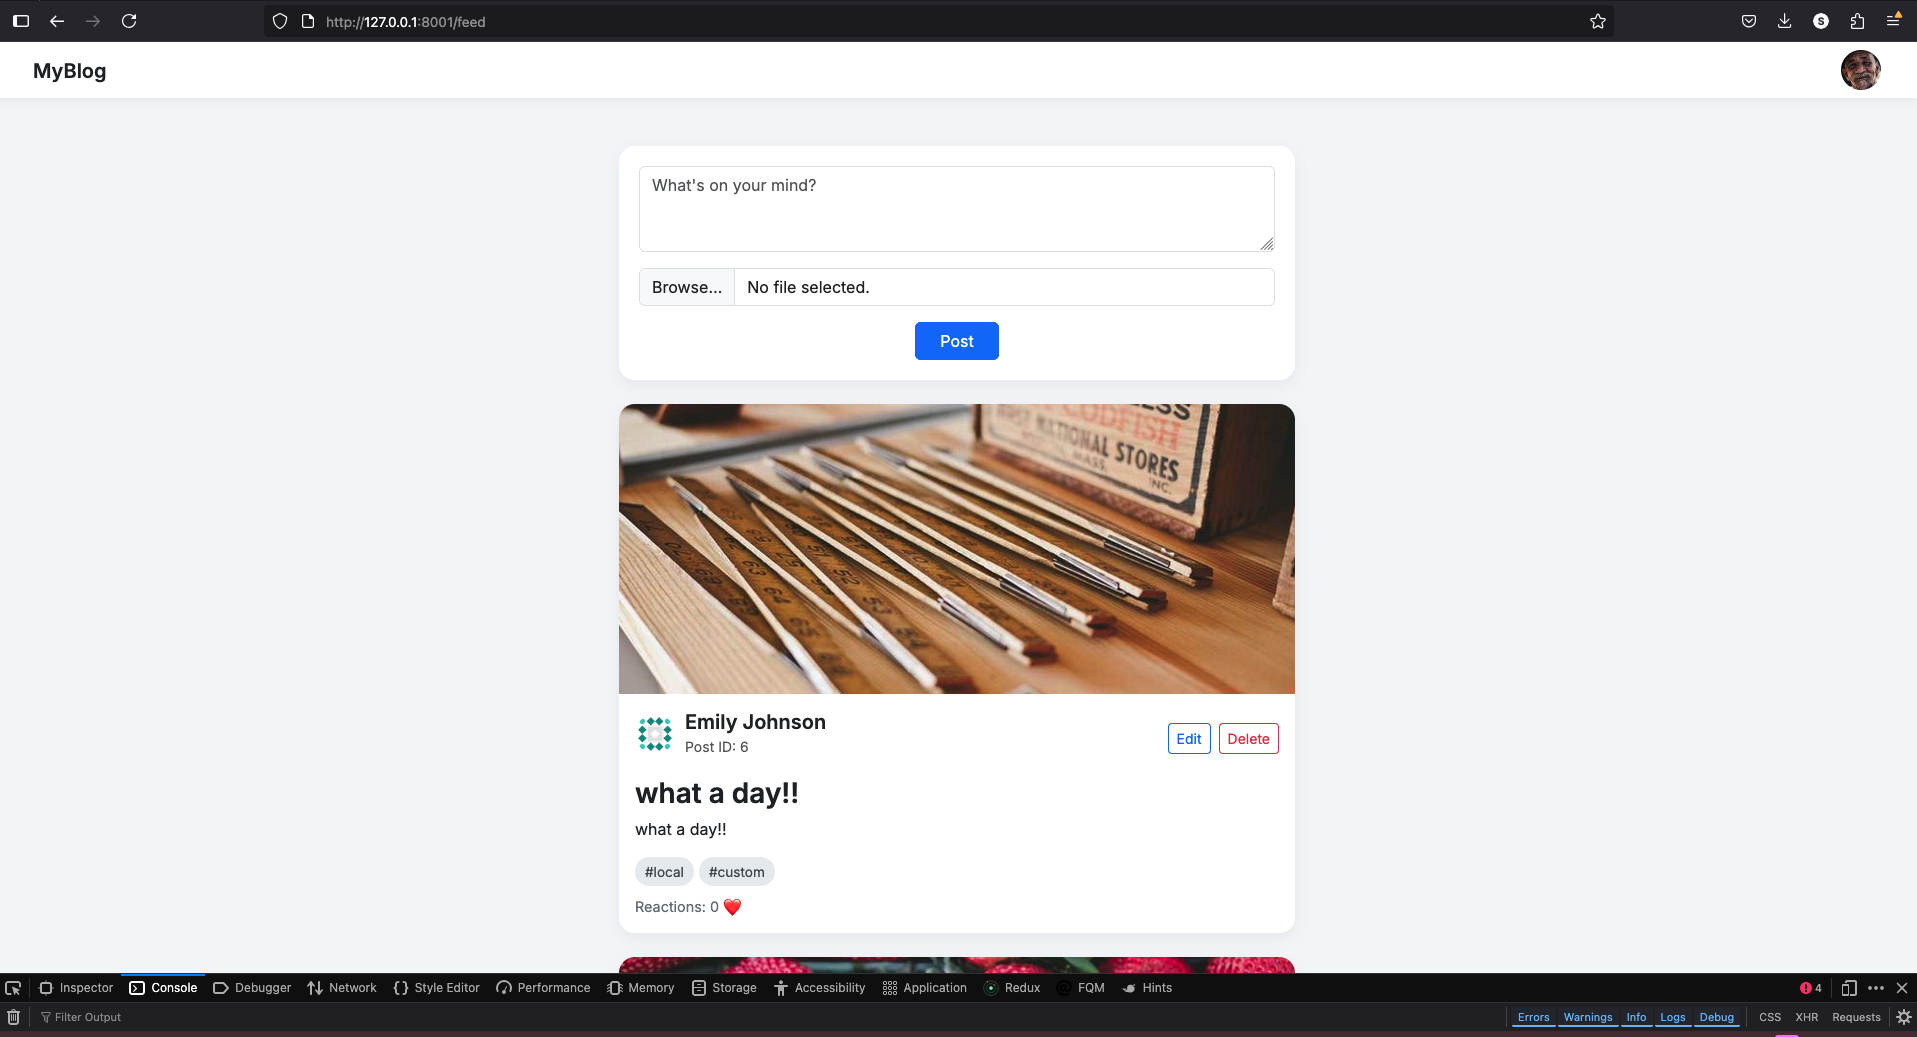 http://127.0.0.1:8001/feed
S
MyBlog
What's on your mind?
Browse... No file selected.
Post
CODFISH
NATIONAL STORES
MASS.
INC.
Emily Johnson
Post ID: 6
Edit Delete
what a day!!
what a day!!
#local #custom
Reactions: 0 ❤️
Inspector Console Debugger Network Style Editor Performance Memory Storage Accessibility Application Redux FQM Hints 4
Filter Output Errors Warnings Info Logs Debug CSS XHR Requests